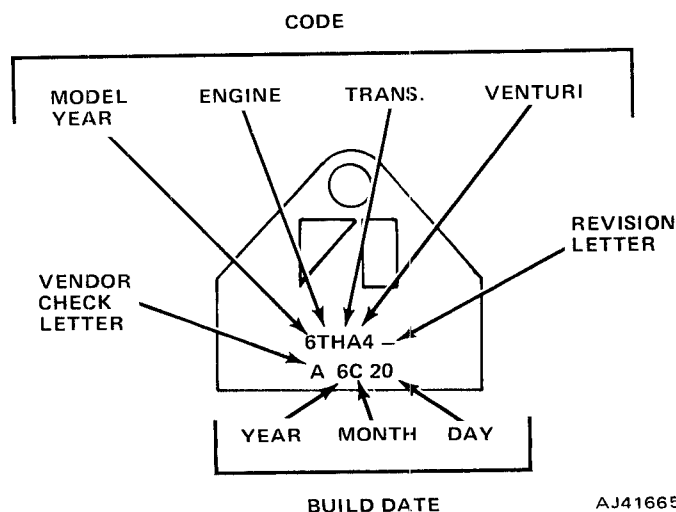 CODE
MODEL YEAR
ENGINE
TRANS.
VENTURI
REVISION LETTER
VENDOR CHECK LETTER
6THA4 –
A 6C 20
YEAR MONTH DAY
BUILD DATE
AJ41665